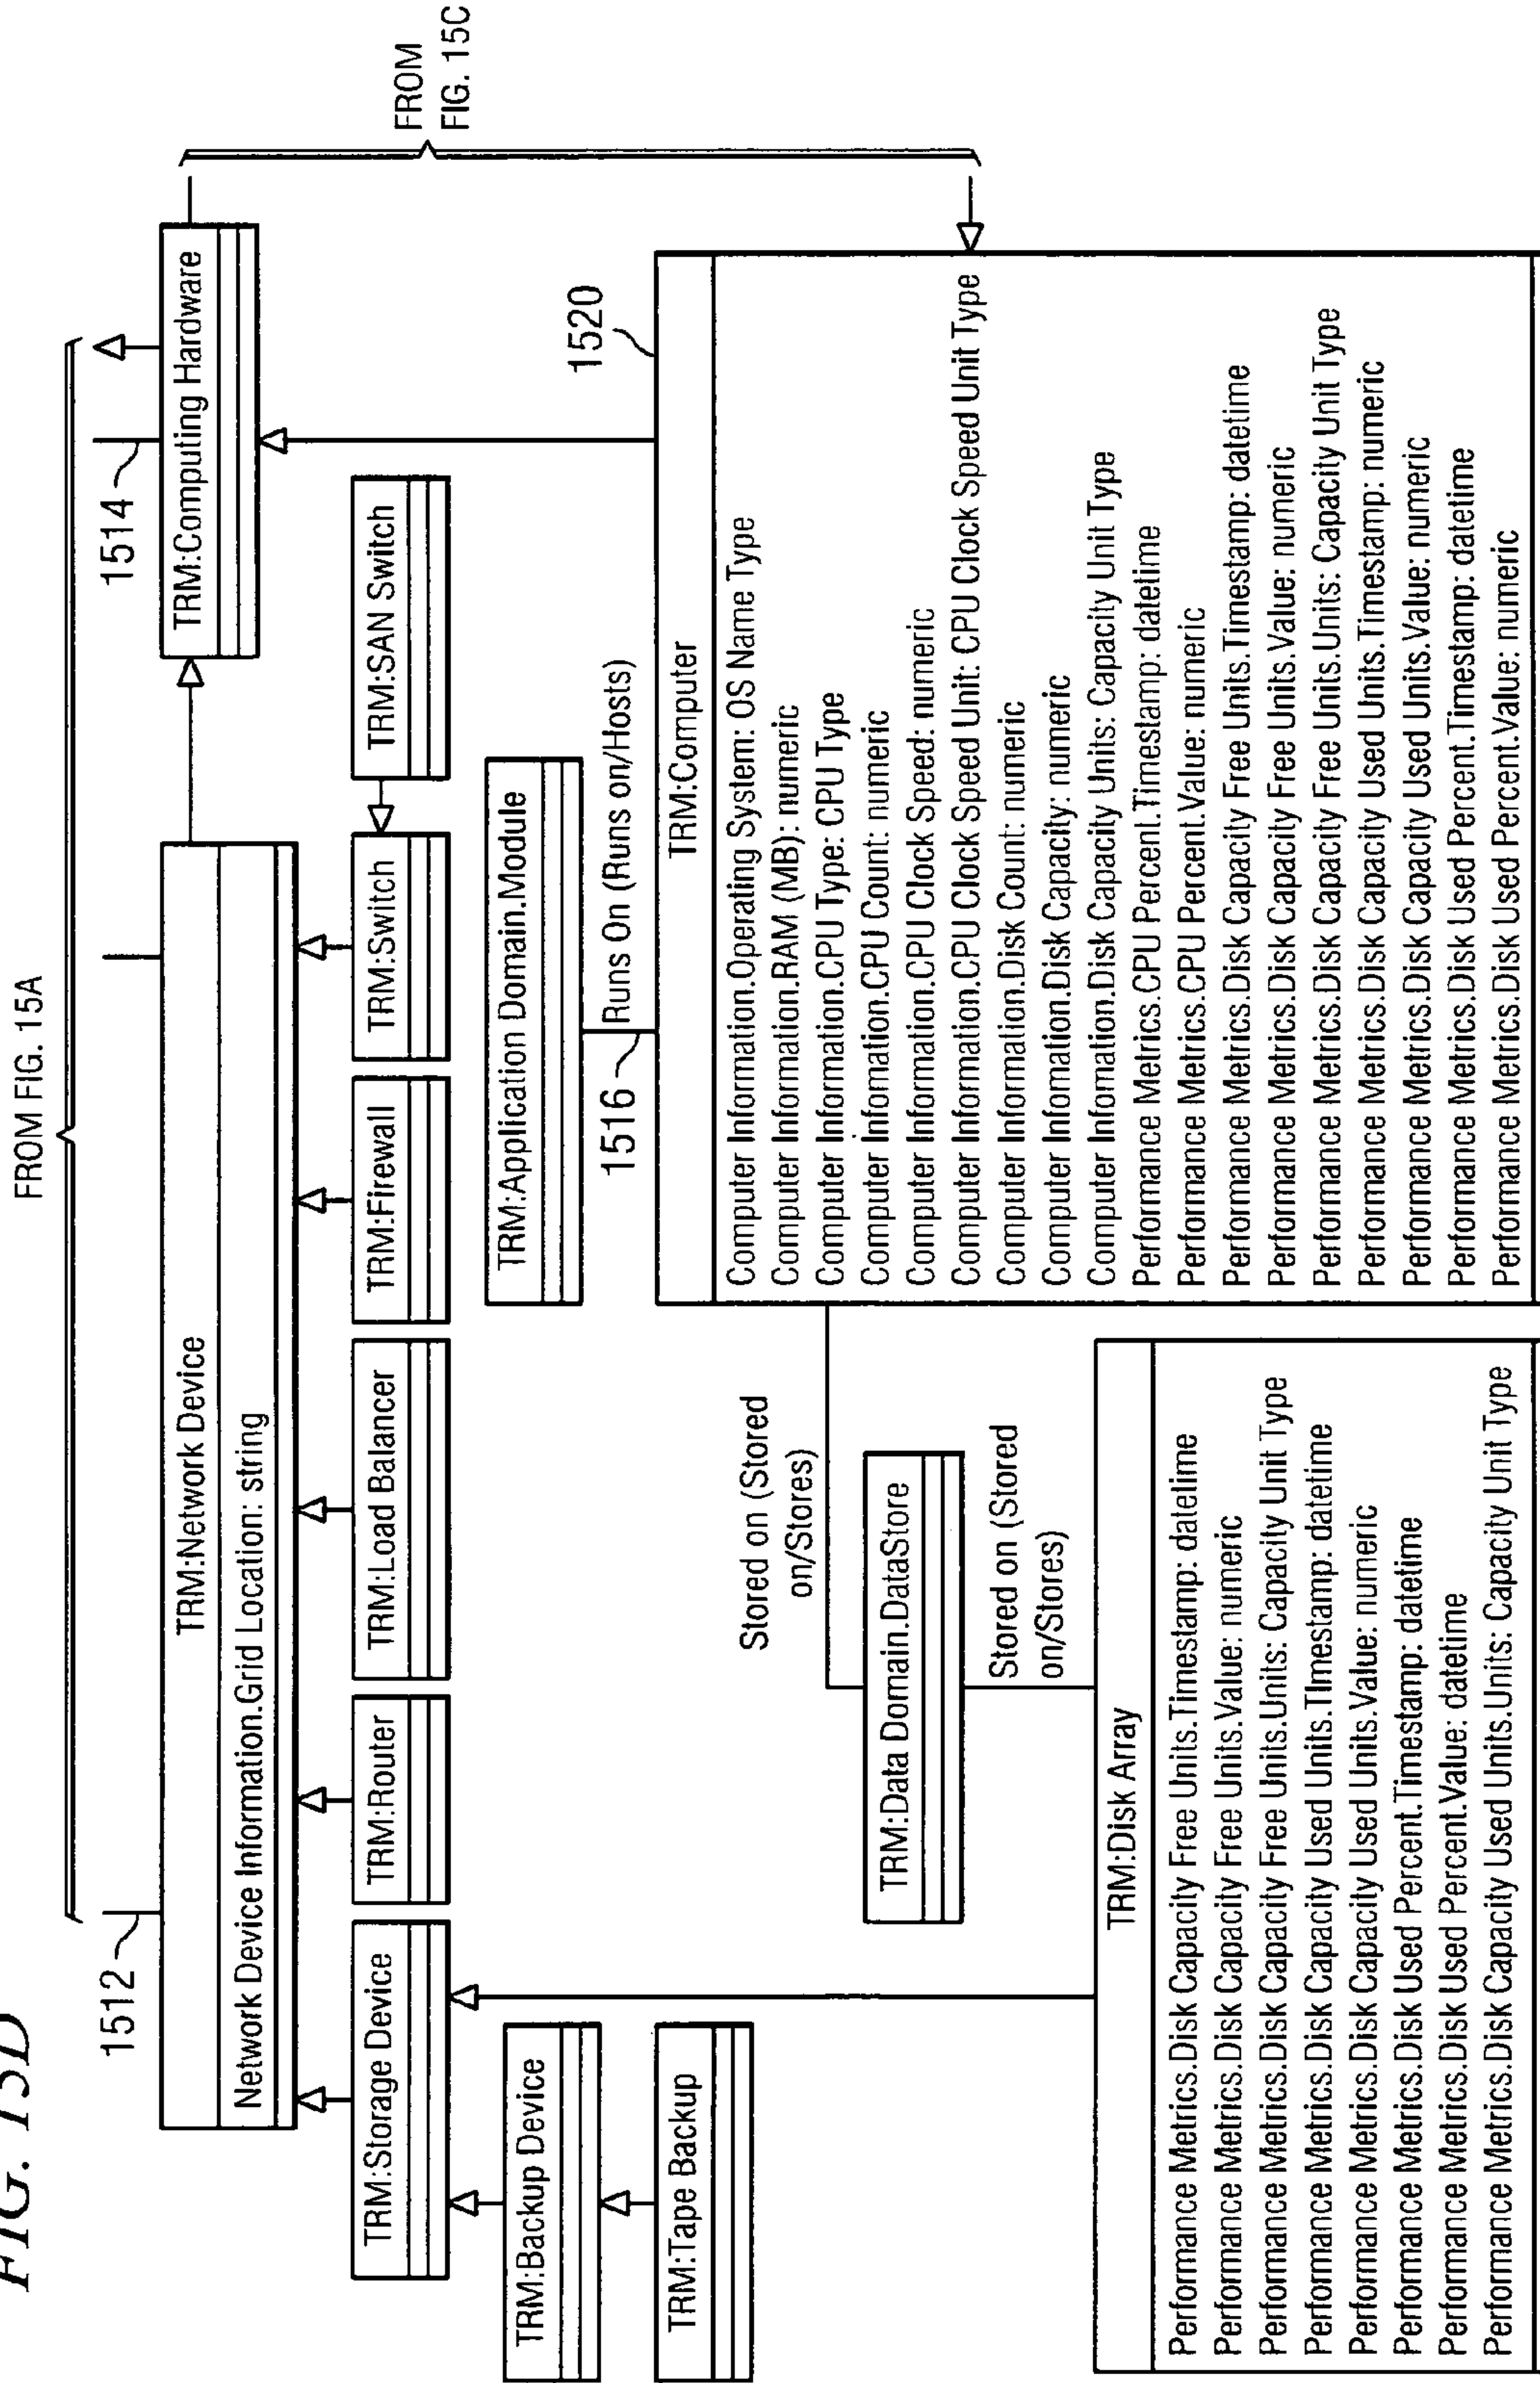 FIG. 15D
FROM FIG. 15A
1512
1514
TRM:Network Device
Network Device Information.Grid Location: string
TRM:Computing Hardware
FROM
FIG. 15C
TRM:Storage Device
TRM:Router
TRM:Load Balancer
TRM:Firewall
TRM:Switch
TRM:SAN Switch
TRM:Backup Device
TRM:Tape Backup
TRM:Application Domain.Module
1516
Runs On (Runs on/Hosts)
1520
TRM:Computer
Computer Information.Operating System: OS Name Type
Computer Information.RAM (MB): numeric
Computer Information.CPU Type: CPU Type
Computer Infomation.CPU Count: numeric
Computer Information.CPU Clock Speed: numeric
Computer Information.CPU Clock Speed Unit: CPU Clock Speed Unit Type
Computer Information.Disk Count: numeric
Computer Infomation.Disk Capacity: numeric
Computer Infomation.Disk Capacity Units: Capacity Unit Type
Performance Metrics.CPU Percent.Timestamp: datetime
Performance Metrics.CPU Percent.Value: numeric
Performance Metrics.Disk Capacity Free Units.Timestamp: datetime
Performance Metrics.Disk Capacity Free Units.Value: numeric
Performance Metrics.Disk Capacity Free Units.Units: Capacity Unit Type
Performance Metrics.Disk Capacity Used Units.Timestamp: numeric
Performance Metrics.Disk Capacity Used Units.Value: numeric
Performance Metrics.Disk Used Percent.Timestamp: datetime
Performance Metrics.Disk Used Percent.Value: numeric
Stored on (Stored
on/Stores)
TRM:Data Domain.DataStore
Stored on (Stored
on/Stores)
TRM:Disk Array
Performance Metrics.Disk Capacity Free Units.Timestamp: datetime
Performance Metrics.Disk Capacity Free Units.Value: numeric
Performance Metrics.Disk Capacity Free Units.Units: Capacity Unit Type
Performance Metrics.Disk Capacity Used Units.TImestamp: datetime
Performance Metrics.Disk Capacity Used Units.Value: numeric
Performance Metrics.Disk Used Percent.Timestamp: datetime
Performance Metrics.Disk Used Percent.Value: datetime
Performance Metrics.Disk Capacity Used Units.Units: Capacity Unit Type